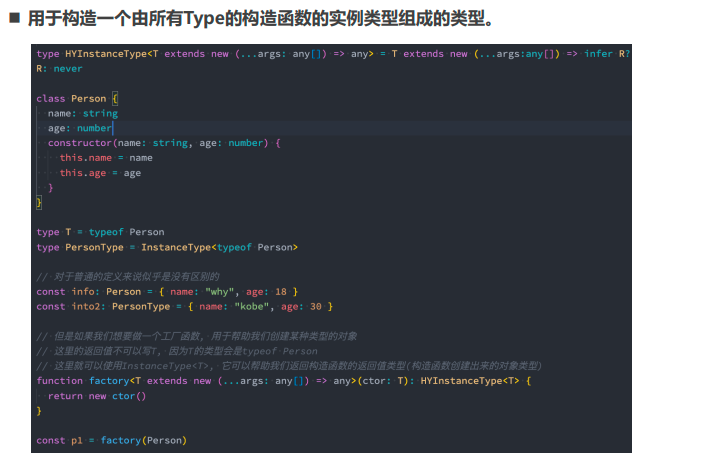 ■ 用于构造一个由所有Type的构造函数的实例类型组成的类型。
type HYInstanceType<T extends new (...args: any[]) => any> = T extends new (...args:any[]) => infer R?
R: never
class Person {
name: string
age: number
constructor(name: string, age: number) {
this.name = name
this.age = age
}
}
type T = typeof Person
type PersonType = InstanceType<typeof Person>
// 对于普通的定义来说似乎是没有区别的
const info: Person = { name: "why", age: 18 }
const into2: PersonType = { name: "kobe", age: 30 }
// 但是如果我们想要做一个工厂函数, 用于帮助我们创建某种类型的对象
// 这里的返回值不可以写T, 因为T的类型会是typeof Person
// 这里就可以使用InstanceType<T>, 它可以帮助我们返回构造函数的返回值类型(构造函数创建出来的对象类型)
function factory<T extends new (...args: any[]) => any>(ctor: T): HYInstanceType<T> {
return new ctor()
}
const p1 = factory(Person)